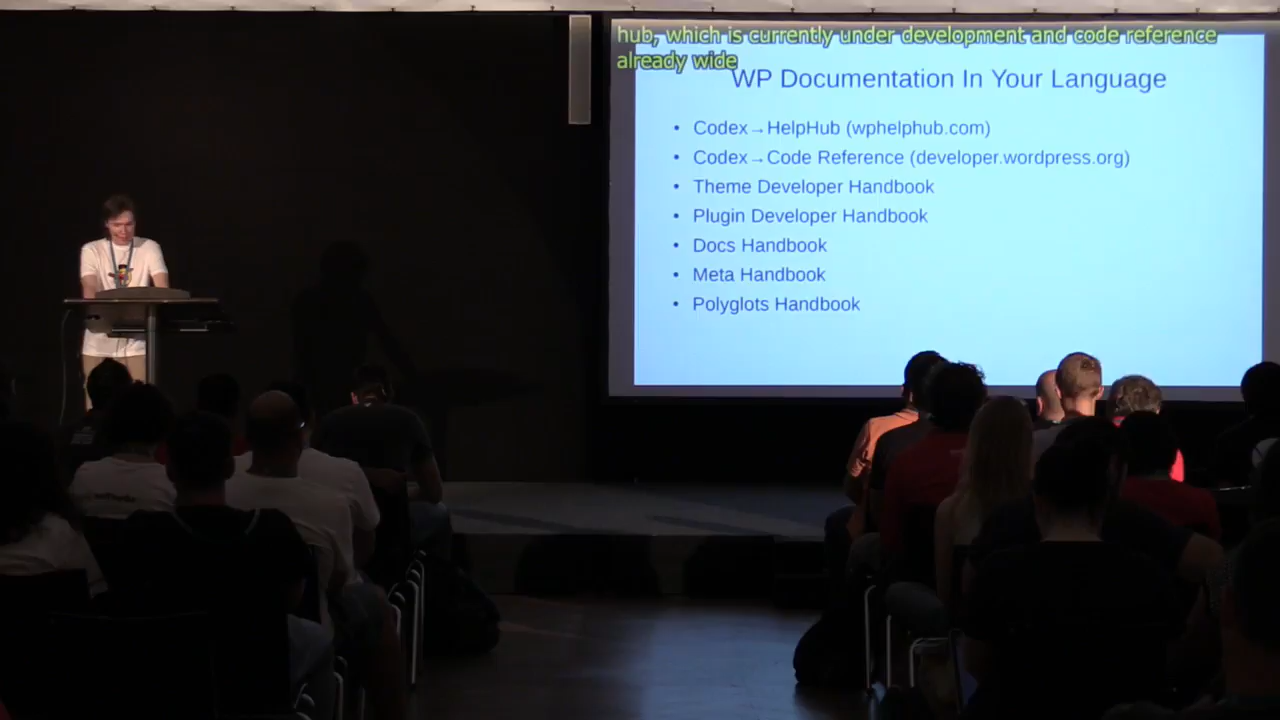 hub, which is currently under development and code reference
already wide
WP Documentation In Your Language
• Codex→HelpHub (wphelphub.com)
• Codex→Code Reference (developer.wordpress.org)
• Theme Developer Handbook
• Plugin Developer Handbook
• Docs Handbook
• Meta Handbook
• Polyglots Handbook